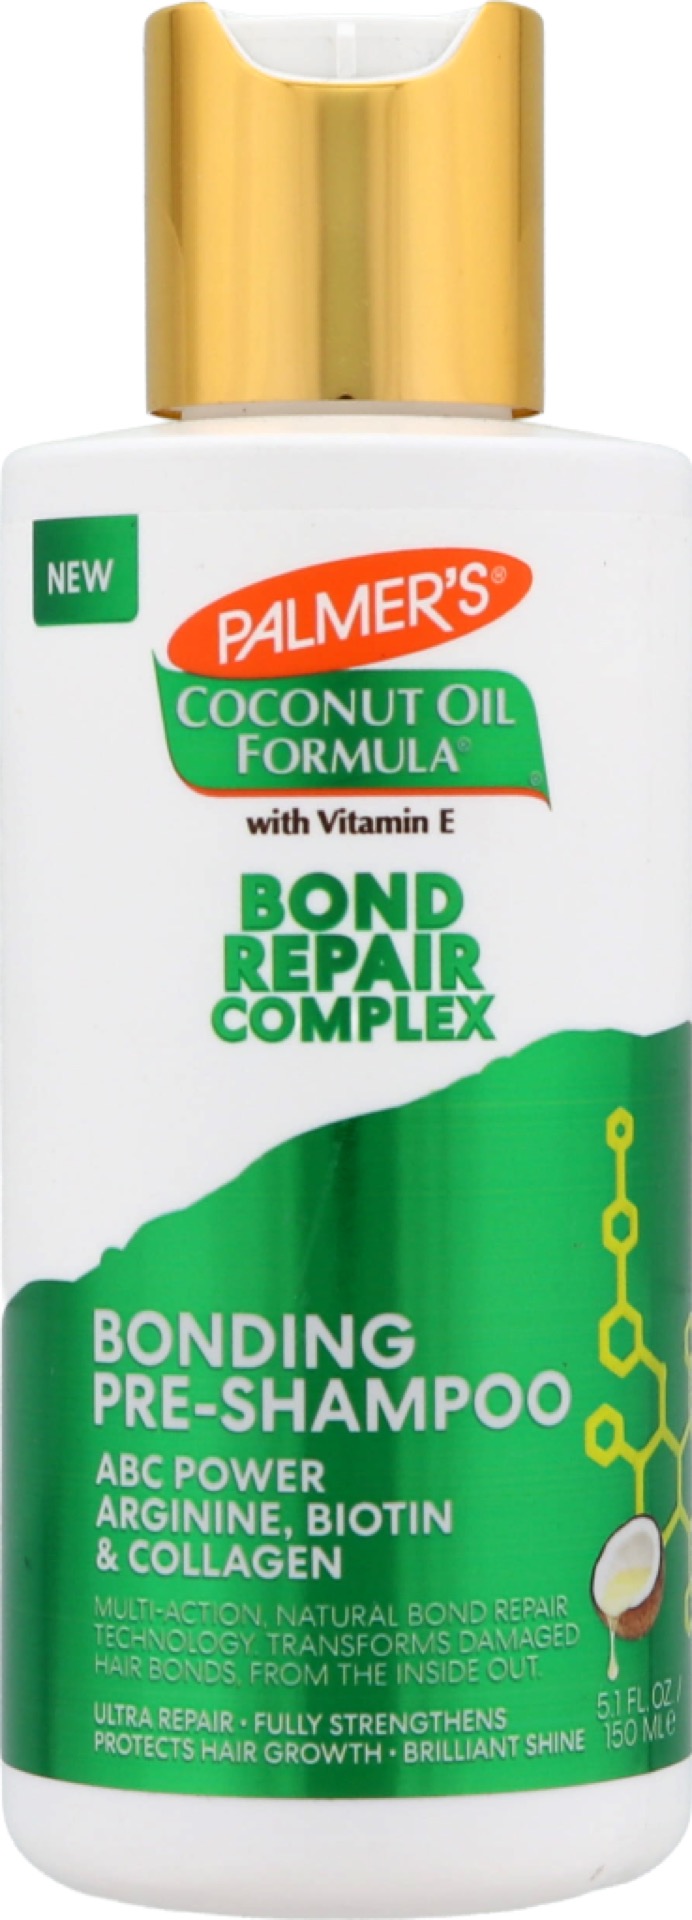 NEW
PALMER'S®
COCONUT OIL
FORMULA®
®
with Vitamin E
BOND
REPAIR
COMPLEX
BONDING
PRE-SHAMPOO
ABC POWER
ARGININE, BIOTIN
& COLLAGEN
MULTI-ACTION, NATURAL BOND REPAIR
TECHNOLOGY. TRANSFORMS DAMAGED
HAIR BONDS, FROM THE INSIDE OUT.
ULTRA REPAIR • FULLY STRENGTHENS
PROTECTS HAIR GROWTH • BRILLIANT SHINE
5.1 FL. OZ. /
150 ML℮